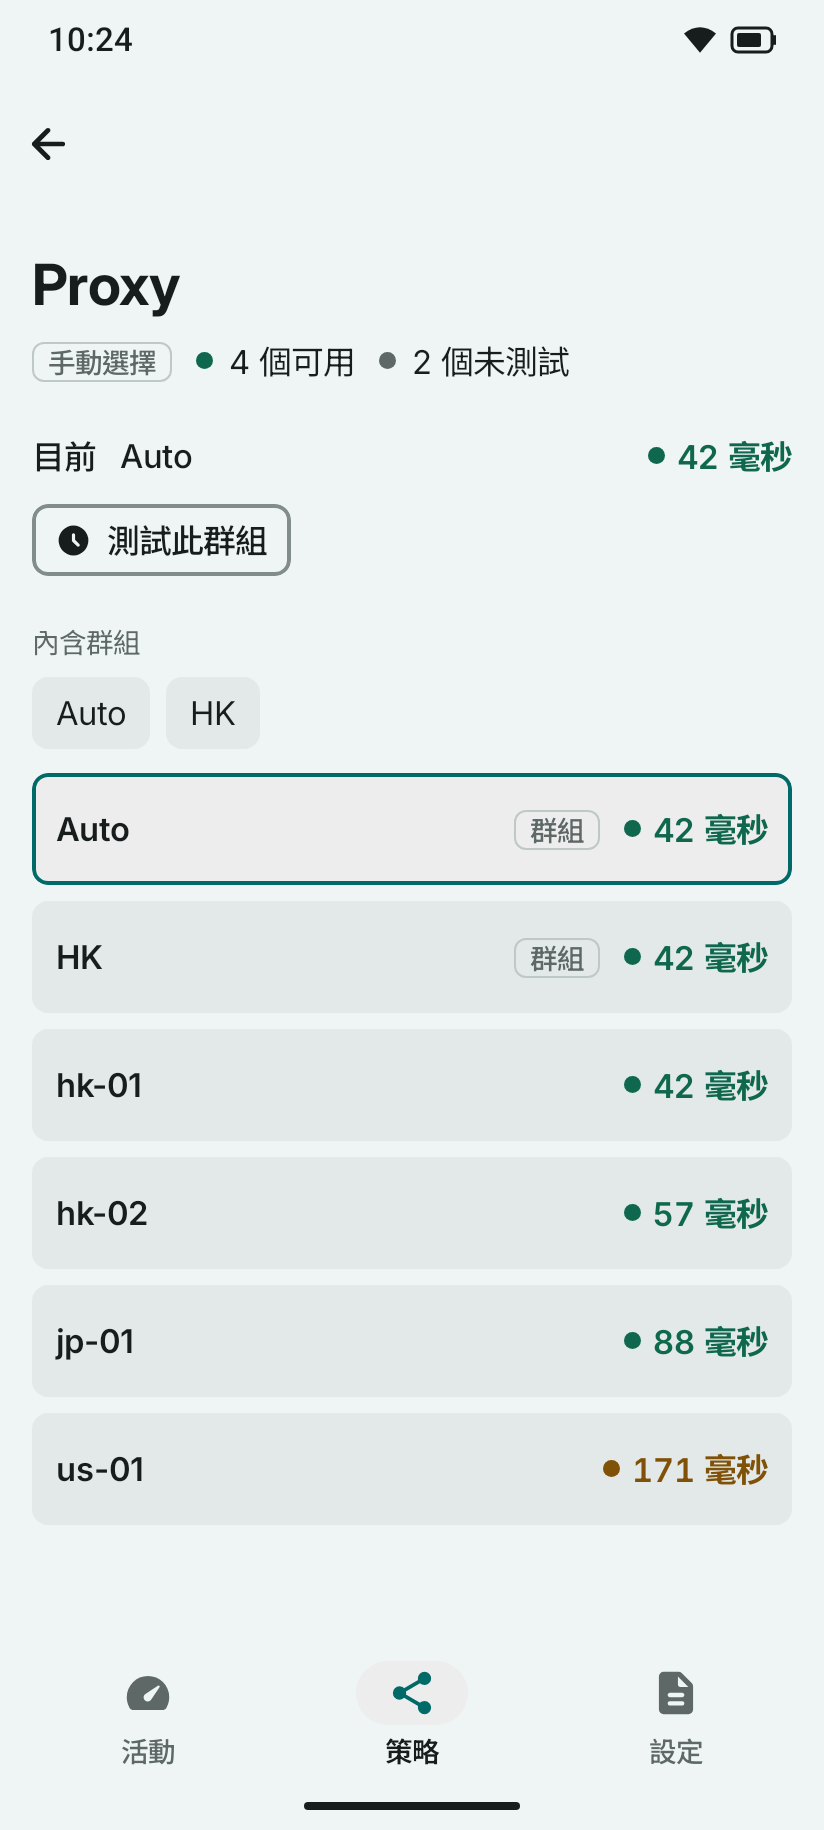 10:24
Proxy
手動選擇 4 個可用 2 個未測試
目前 Auto 42 毫秒
測試此群組
內含群組
Auto HK
Auto 群組 42 毫秒
HK 群組 42 毫秒
hk-01 42 毫秒
hk-02 57 毫秒
jp-01 88 毫秒
us-01 171 毫秒
活動 策略 設定